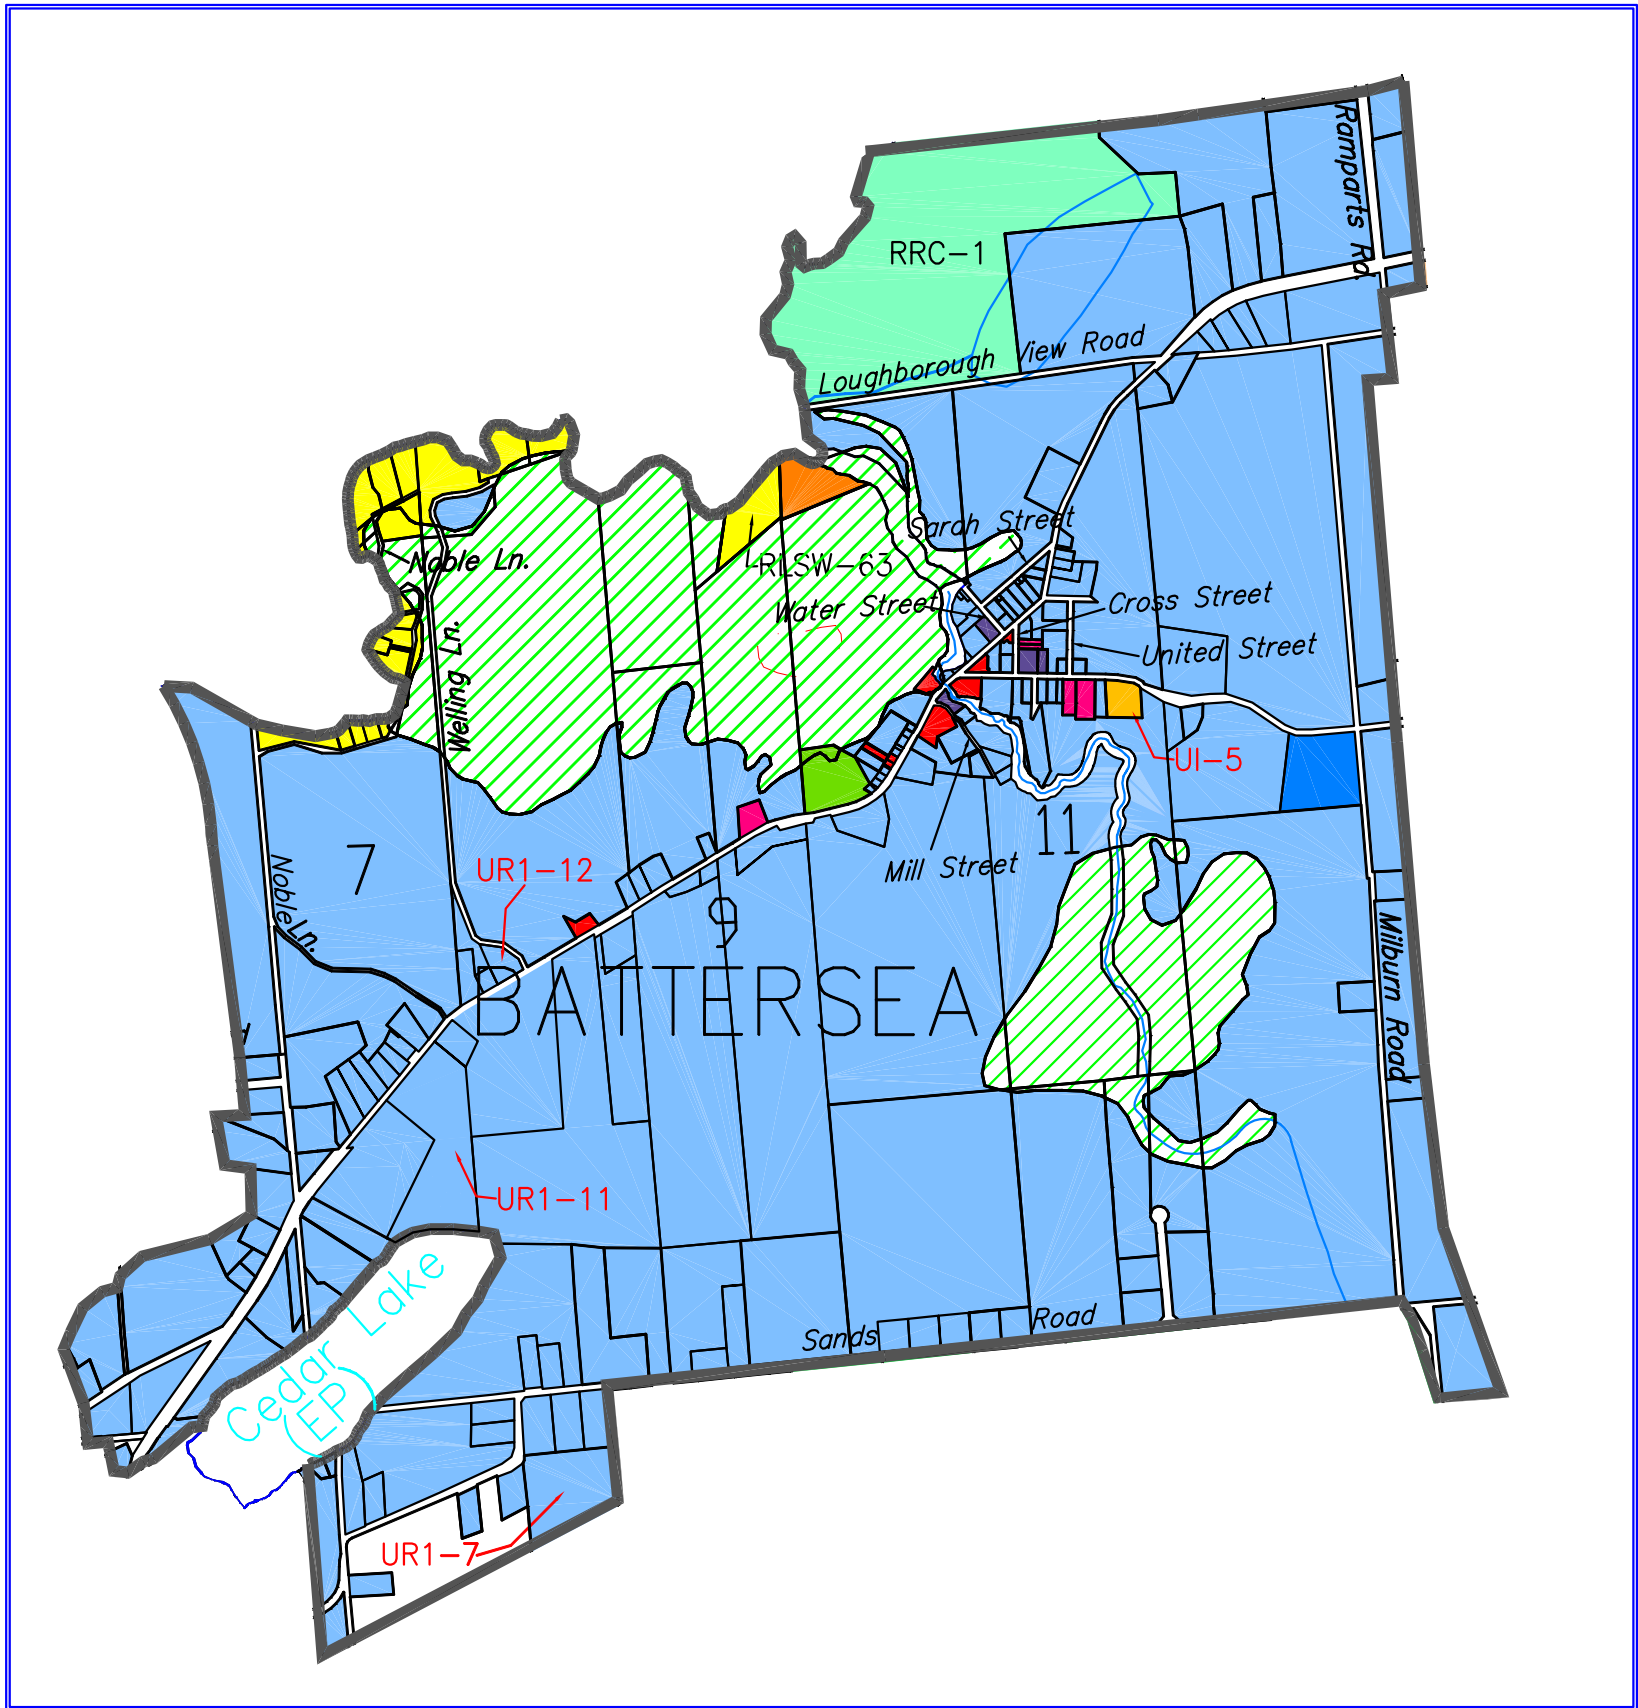 Ramparts Rd.
RRC-1
Loughborough View Road
Sarah Street
Noble Ln.
RLSW-63
Water Street
Cross Street
United Street
Welling Ln.
UI-5
11
Mill Street
7
UR1-12
Noble Ln.
9
Milburn Road
BATTERSEA
UR1-11
Cedar Lake
(EP)
Sands Road
UR1-7